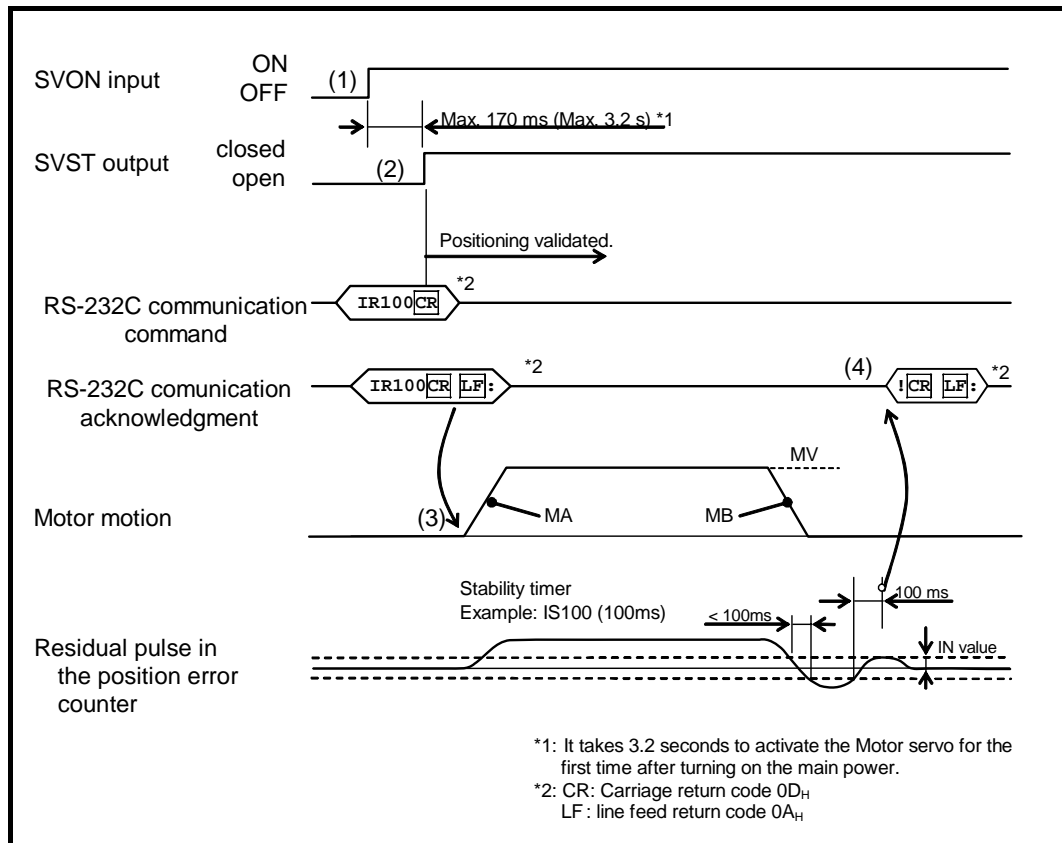 SVON input
ON
OFF
(1)
Max. 170 ms (Max. 3.2 s) *1
SVST output
closed
open
(2)
Positioning validated.
RS-232C communication
command
IR100CR
*2
RS-232C comunication
acknowledgment
IR100CR LF:
*2
(4)
!CR LF:
*2
Motor motion
(3)
MA
MB
MV
Stability timer
Example: IS100 (100ms)
< 100ms
100 ms
Residual pulse in
the position error
counter
IN value
*1: It takes 3.2 seconds to activate the Motor servo for the
first time after turning on the main power.
*2: CR: Carriage return code 0DH
LF : line feed return code 0AH